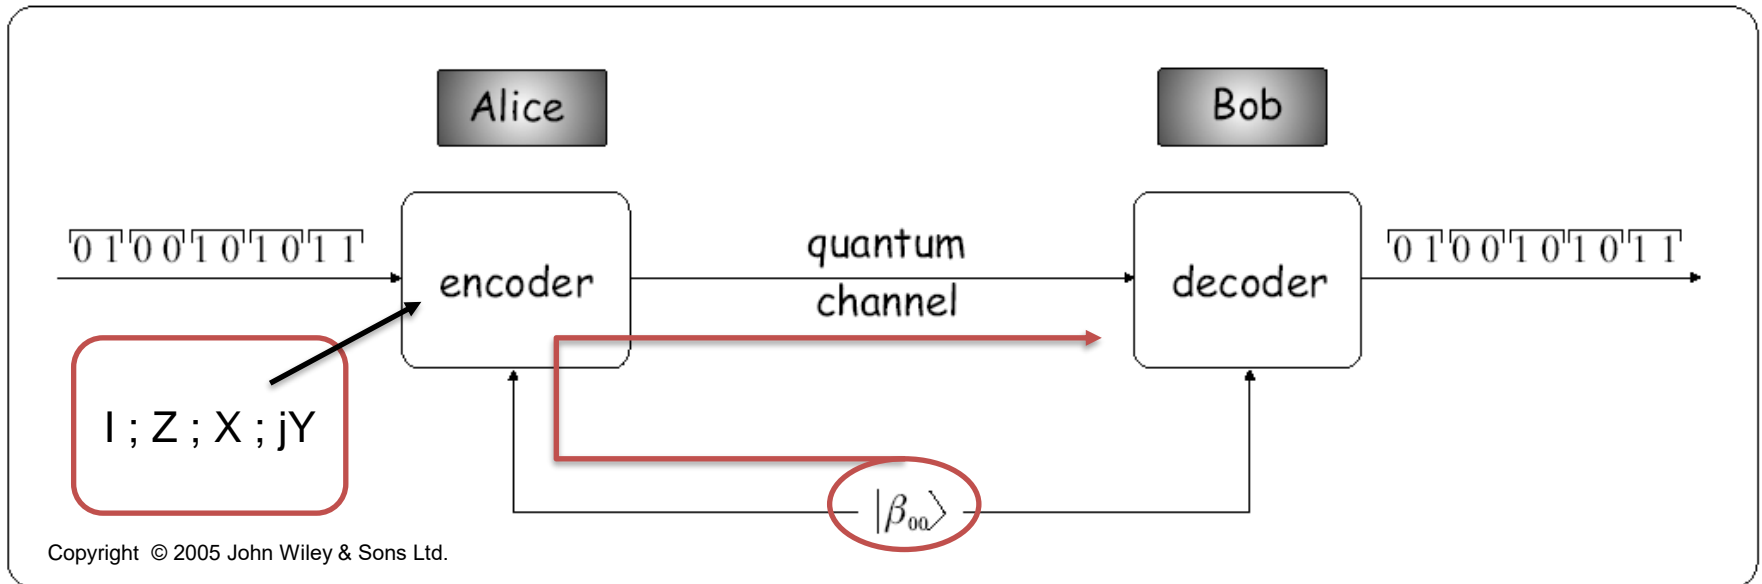 Alice
Bob
0 1 0 0 1 0 1 0 1 1
encoder
quantum
channel
decoder
0 1 0 0 1 0 1 0 1 1
I ; Z ; X ; jY
|β₀₀⟩
Copyright © 2005 John Wiley & Sons Ltd.